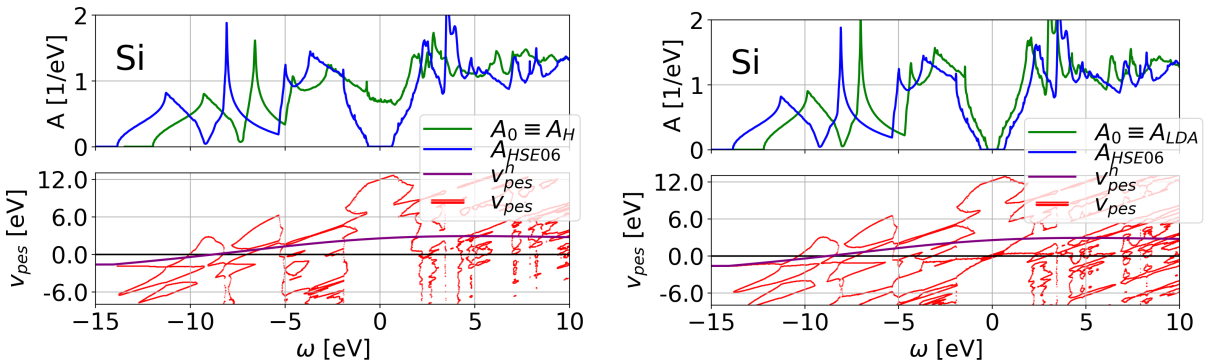 2
1
0
A [1/eV]
Si
A_0 ≡ A_H
A_HSE06
v^h_pes
v_pes
12.0
6.0
0.0
-6.0
v_pes [eV]
−15 −10 −5 0 5 10
ω [eV]
2
1
0
A [1/eV]
Si
A_0 ≡ A_LDA
A_HSE06
v^h_pes
v_pes
12.0
6.0
0.0
-6.0
v_pes [eV]
−15 −10 −5 0 5 10
ω [eV]